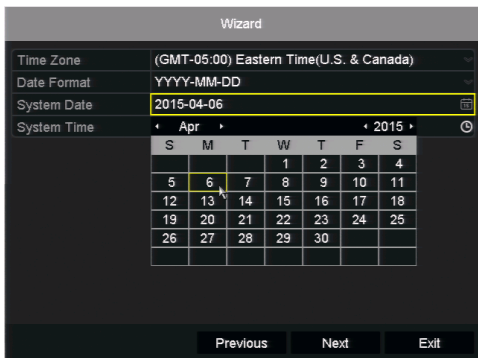 Wizard
Time Zone (GMT-05:00) Eastern Time(U.S. & Canada)
Date Format YYYY-MM-DD
System Date 2015-04-06
System Time Apr 2015
S M T W T F S
1 2 3 4
5 6 7 8 9 10 11
12 13 14 15 16 17 18
19 20 21 22 23 24 25
26 27 28 29 30
Previous Next Exit